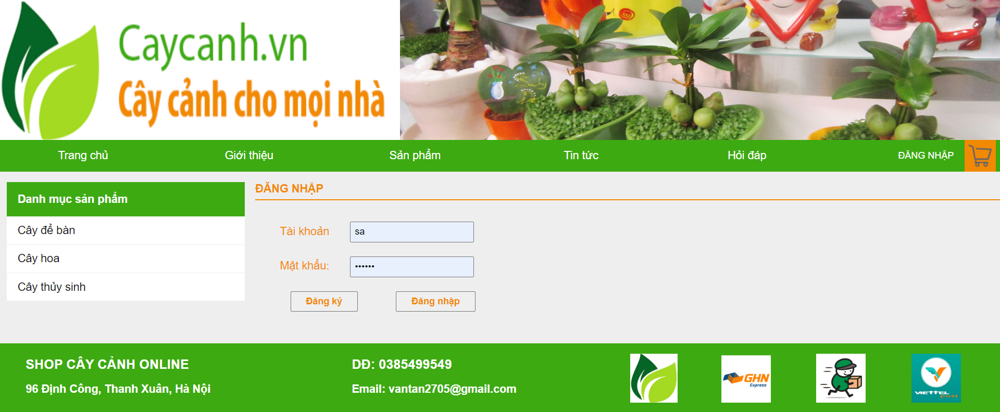 Caycanh.vn
Cây cảnh cho mọi nhà
Trang chủ
Giới thiệu
Sản phẩm
Tin tức
Hỏi đáp
ĐĂNG NHẬP
Danh mục sản phẩm
Cây để bàn
Cây hoa
Cây thủy sinh
ĐĂNG NHẬP
Tài khoản
sa
Mật khẩu:
••••••
Đăng ký
Đăng nhập
SHOP CÂY CẢNH ONLINE
96 Định Công, Thanh Xuân, Hà Nội
DĐ: 0385499549
Email: vantan2705@gmail.com
GHN
Express
VIETTEL
post